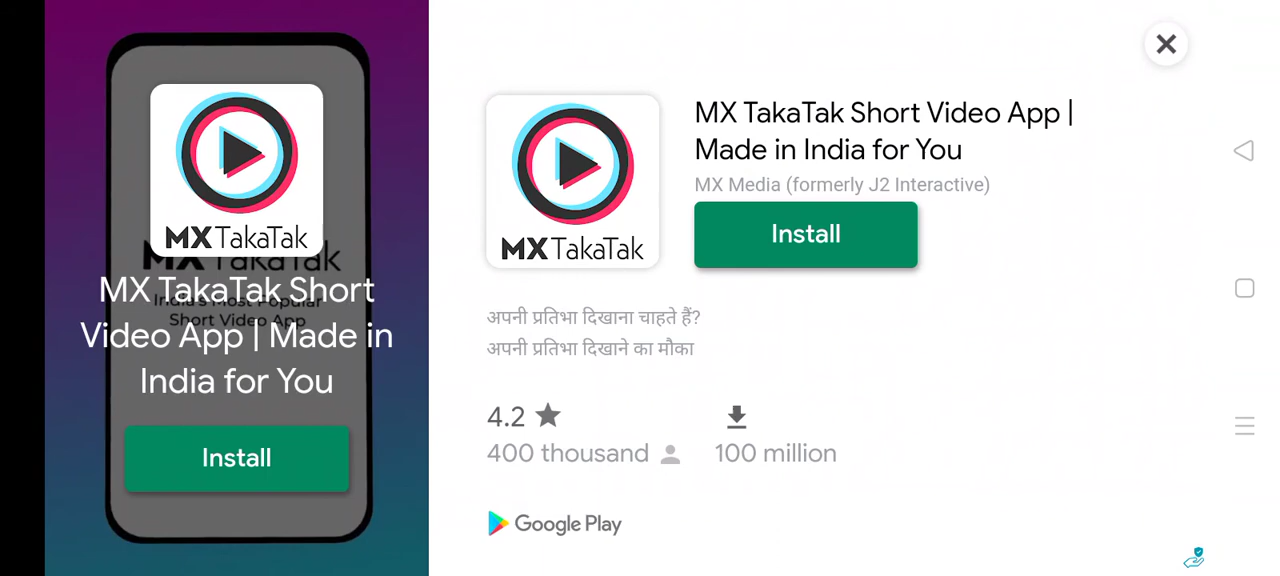 MX TakaTak
MX TakaTak
India's Most Popular
Short Video App
MX TakaTak Short
Video App | Made in
India for You
Install
MX TakaTak
MX TakaTak Short Video App |
Made in India for You
MX Media (formerly J2 Interactive)
Install
अपनी प्रतिभा दिखाना चाहते हैं?
अपनी प्रतिभा दिखाने का मौका
4.2
400 thousand
100 million
Google Play